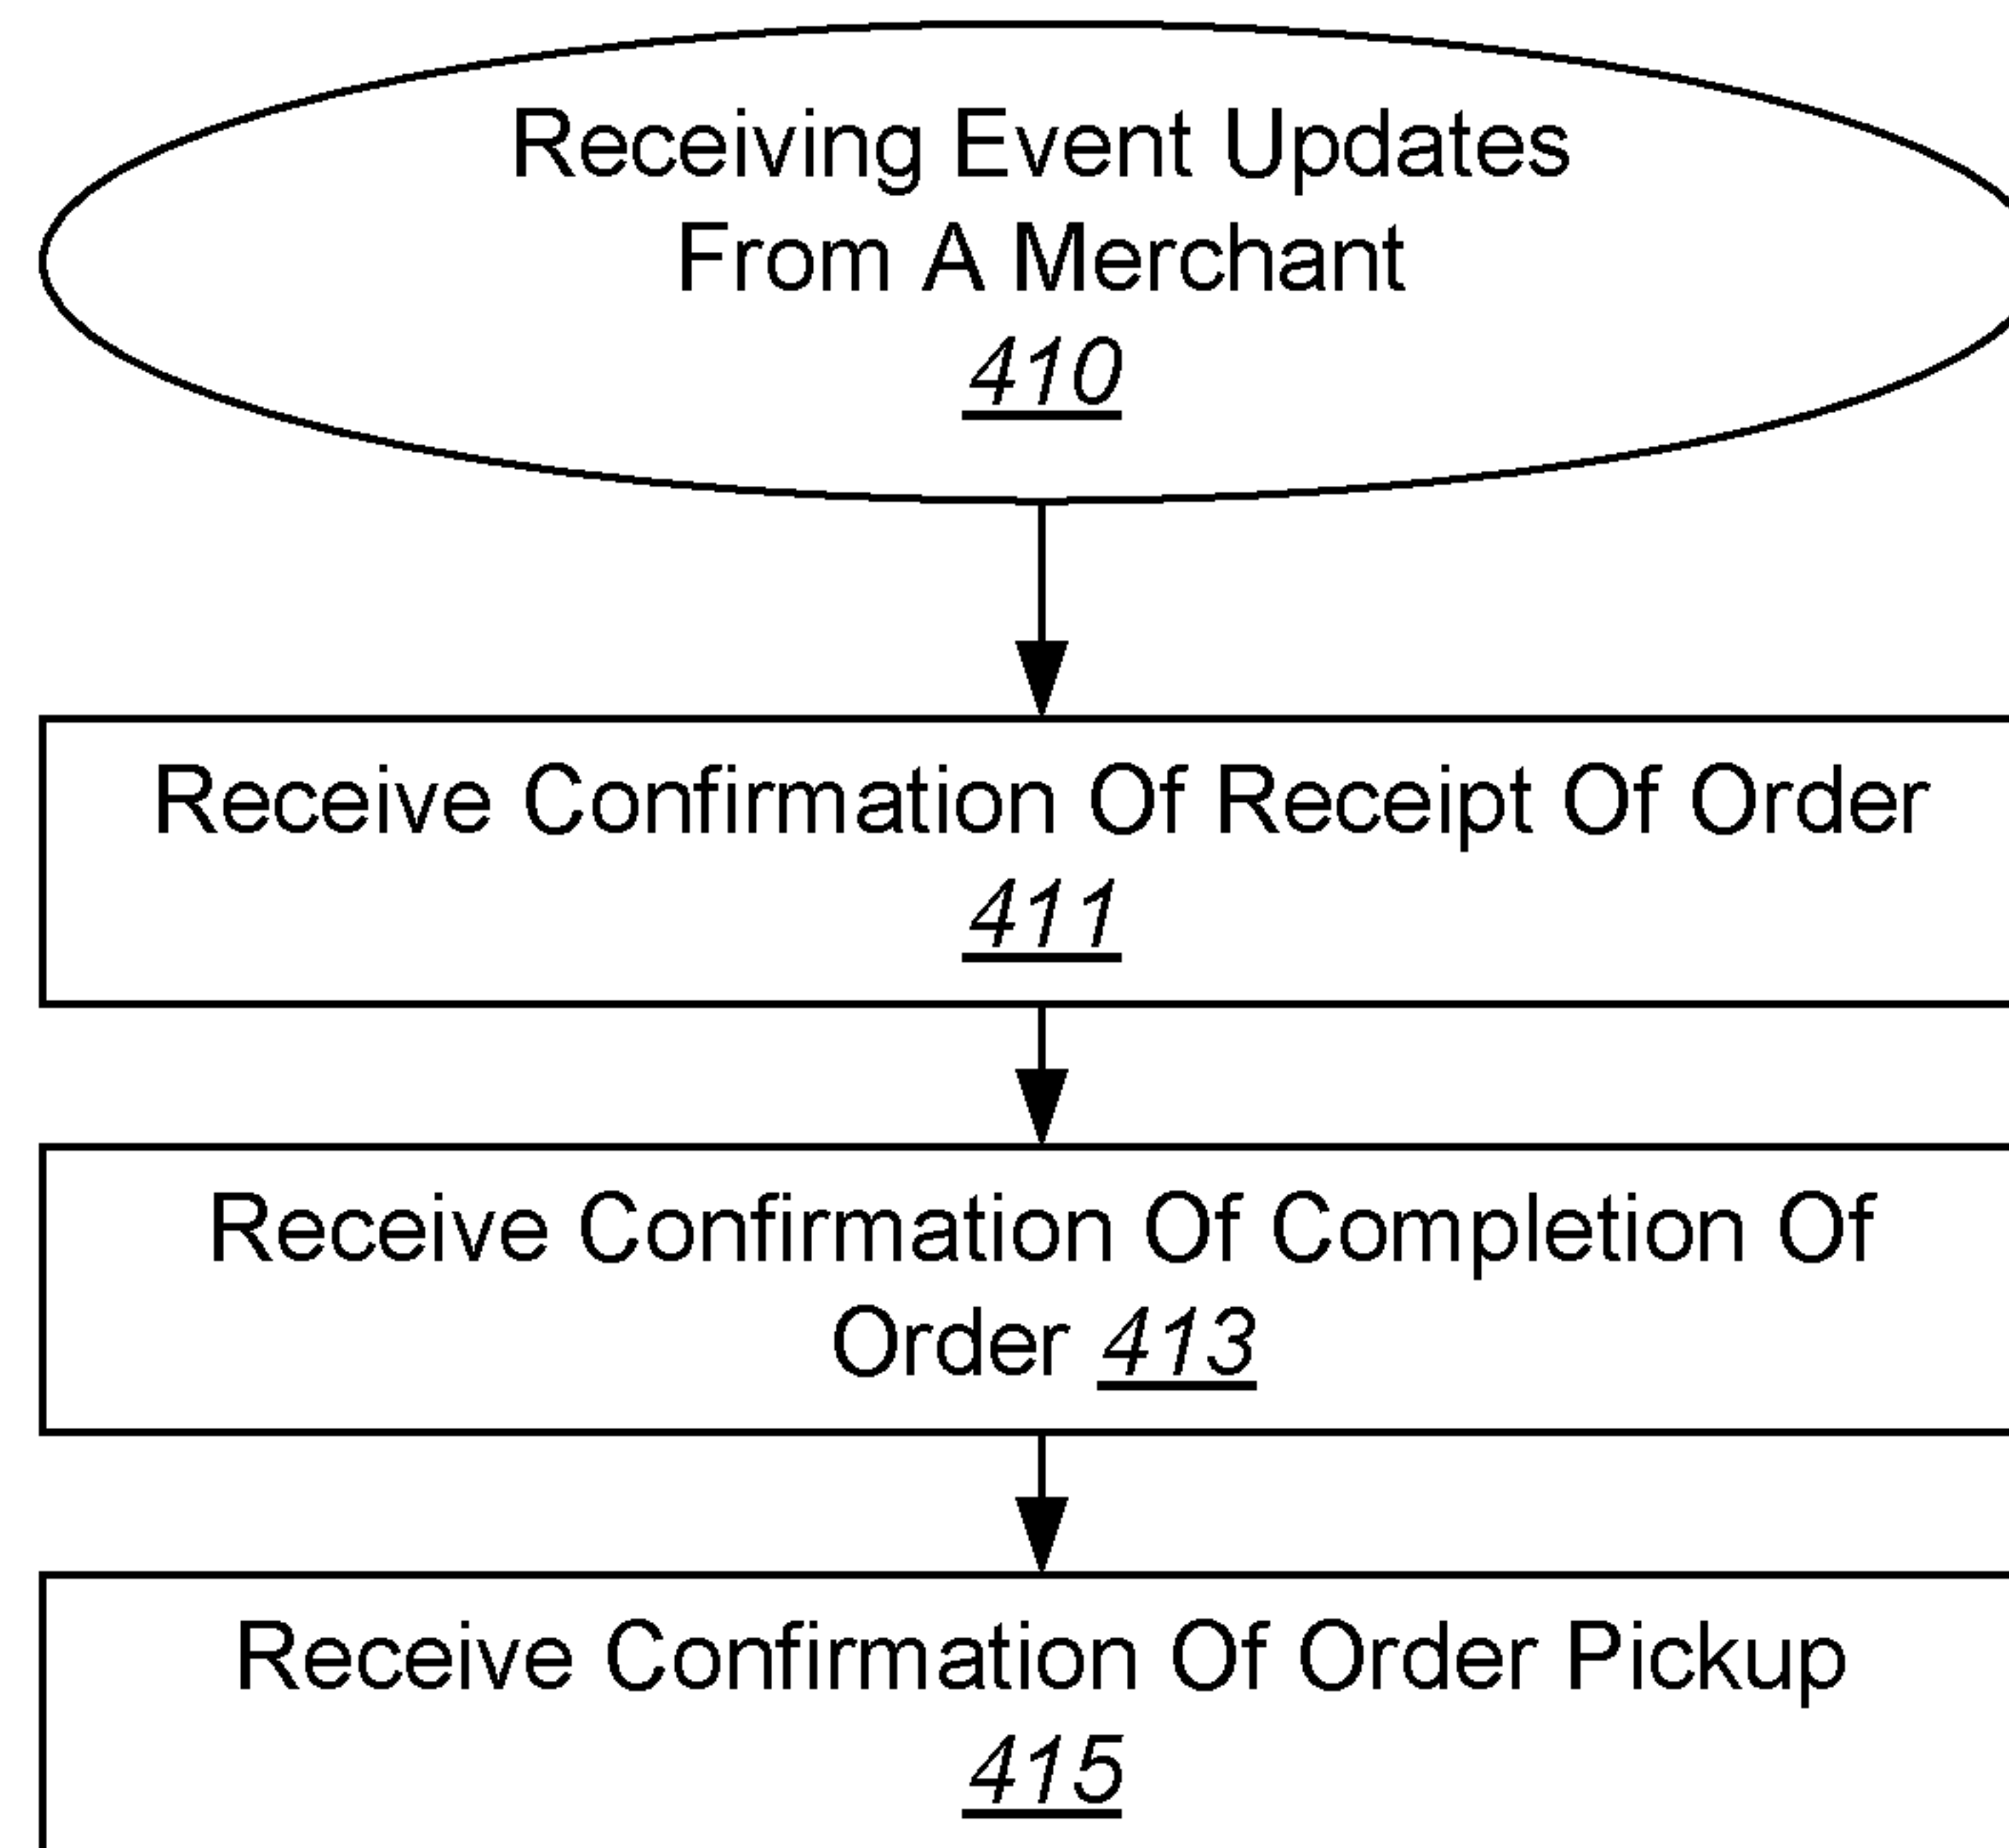 Receiving Event Updates
From A Merchant
410
Receive Confirmation Of Receipt Of Order
411
Receive Confirmation Of Completion Of
Order 413
Receive Confirmation Of Order Pickup
415